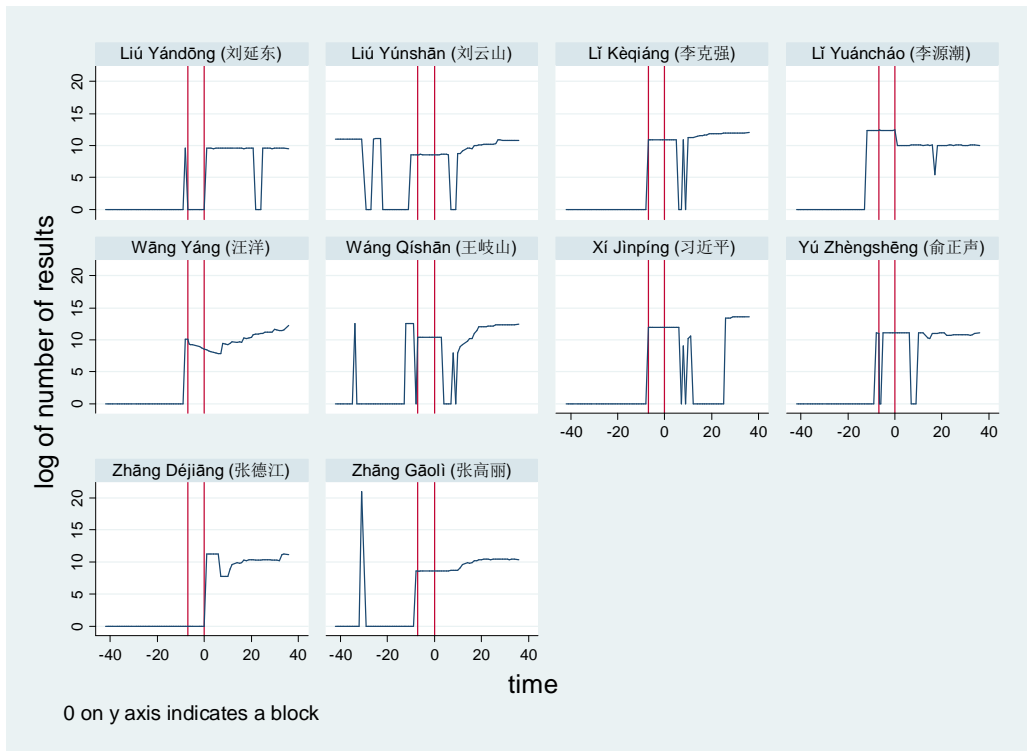 Liú Yándōng (刘延东)
Liú Yúnshān (刘云山)
Lǐ Kèqiáng (李克强)
Lǐ Yuáncháo (李源潮)
0 5 10 15 20
Wāng Yáng (汪洋)
Wáng Qíshān (王岐山)
Xí Jìnpíng (习近平)
Yú Zhèngshēng (俞正声)
0 5 10 15 20
-40 -20 0 20 40
-40 -20 0 20 40
Zhāng Déjiāng (张德江)
Zhāng Gāolì (张高丽)
0 5 10 15 20
-40 -20 0 20 40
-40 -20 0 20 40
log of number of results
time
0 on y axis indicates a block